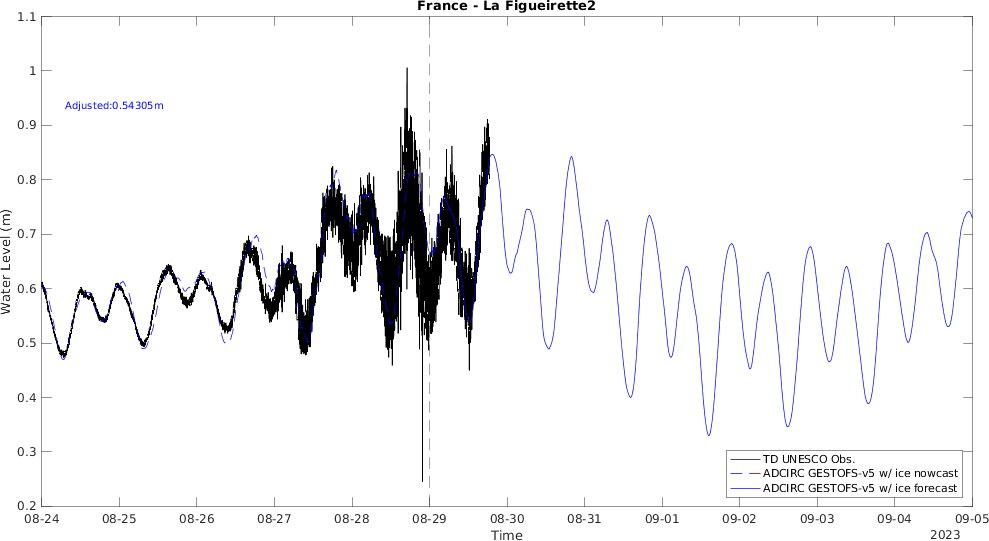 France - La Figueirette2
1.1
1
0.9
0.8
0.7
0.6
0.5
0.4
0.3
0.2
Water Level (m)
Adjusted:0.54305m
TD UNESCO Obs.
ADCIRC GESTOFS-v5 w/ ice nowcast
ADCIRC GESTOFS-v5 w/ ice forecast
08-24 08-25 08-26 08-27 08-28 08-29 08-30 08-31 09-01 09-02 09-03 09-04 09-05
Time
2023